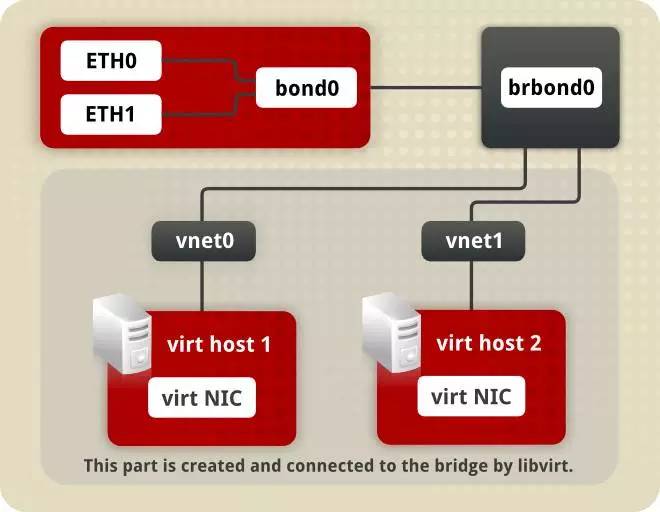 ETH0
ETH1
bond0
brbond0
vnet0
vnet1
virt host 1
virt NIC
virt host 2
virt NIC
This part is created and connected to the bridge by libvirt.